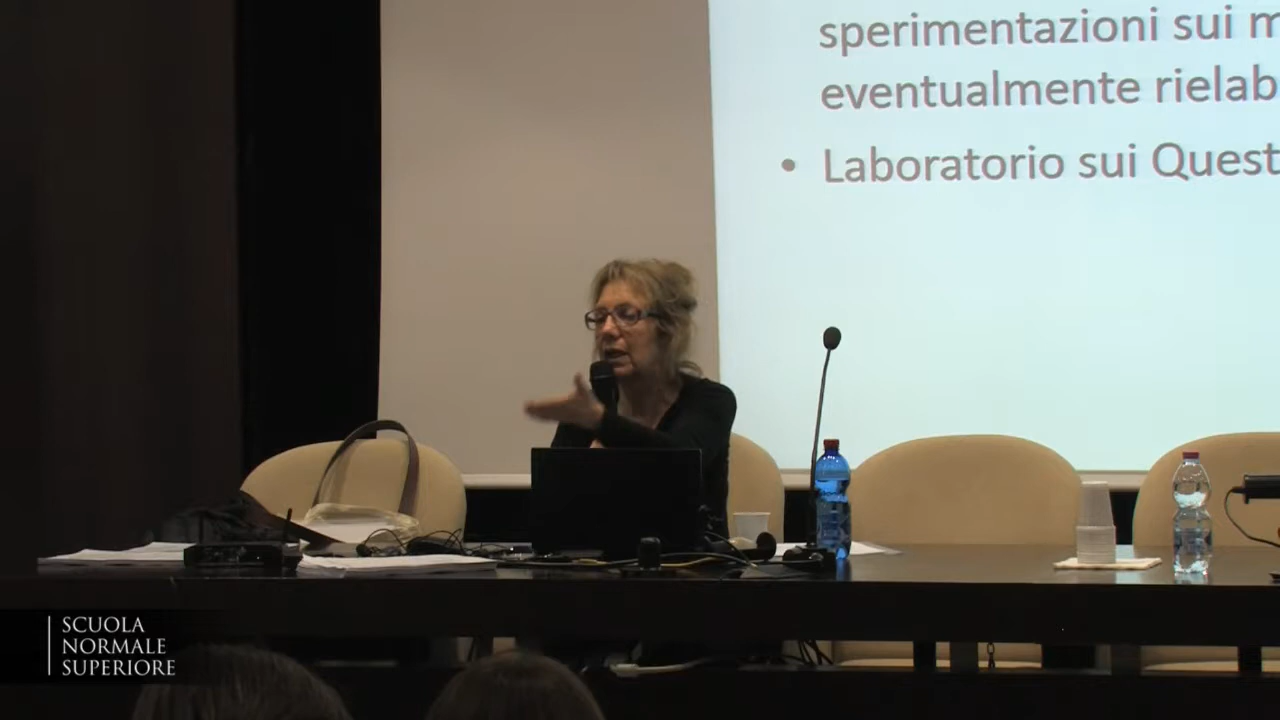 sperimentazioni sui
eventualmente rielab
• Laboratorio sui Quest
SCUOLA
NORMALE
SUPERIORE